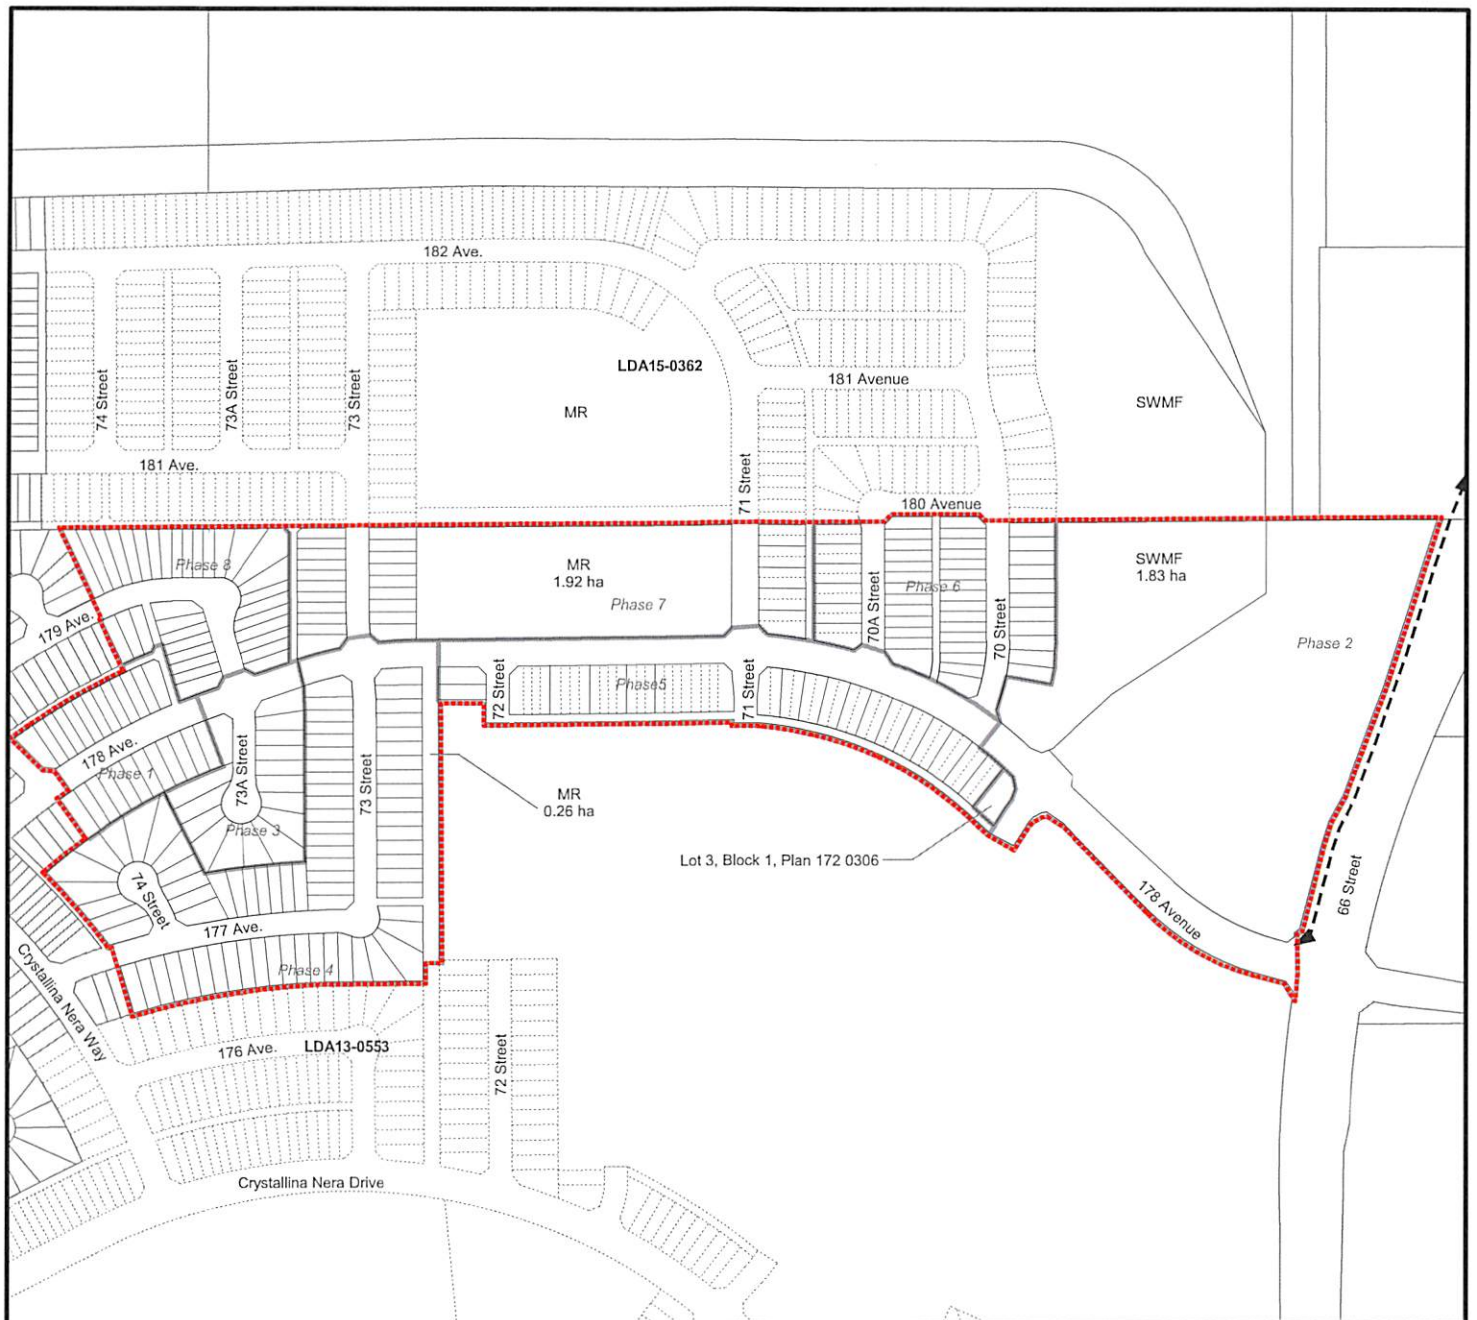 182 Ave.
LDA15-0362
74 Street
73A Street
73 Street
MR
181 Avenue
SWMF
181 Ave.
71 Street
180 Avenue
Phase 8
MR
1.92 ha
Phase 7
70A Street
Phase 6
70 Street
SWMF
1.83 ha
Phase 2
179 Ave.
72 Street
Phase5
71 Street
178 Ave.
Phase 1
73A Street
73 Street
MR
0.26 ha
Phase 3
Lot 3, Block 1, Plan 172 0306
74 Street
178 Avenue
66 Street
177 Ave.
Phase 4
Crystallina Nera Way
176 Ave.
LDA13-0553
72 Street
Crystallina Nera Drive